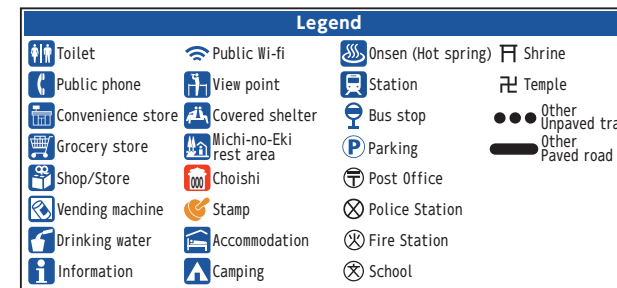 Legend
Toilet
Public phone
Convenience store
Grocery store
Shop/Store
Vending machine
Drinking water
Information
Public Wi-fi
View point
Covered shelter
Michi-no-Eki
rest area
Choishi
Stamp
Accommodation
Camping
Onsen (Hot spring)
Station
Bus stop
P Parking
Post Office
Police Station
Fire Station
文 School
Shrine
卍 Temple
Other
Unpaved tra
Other
Paved road